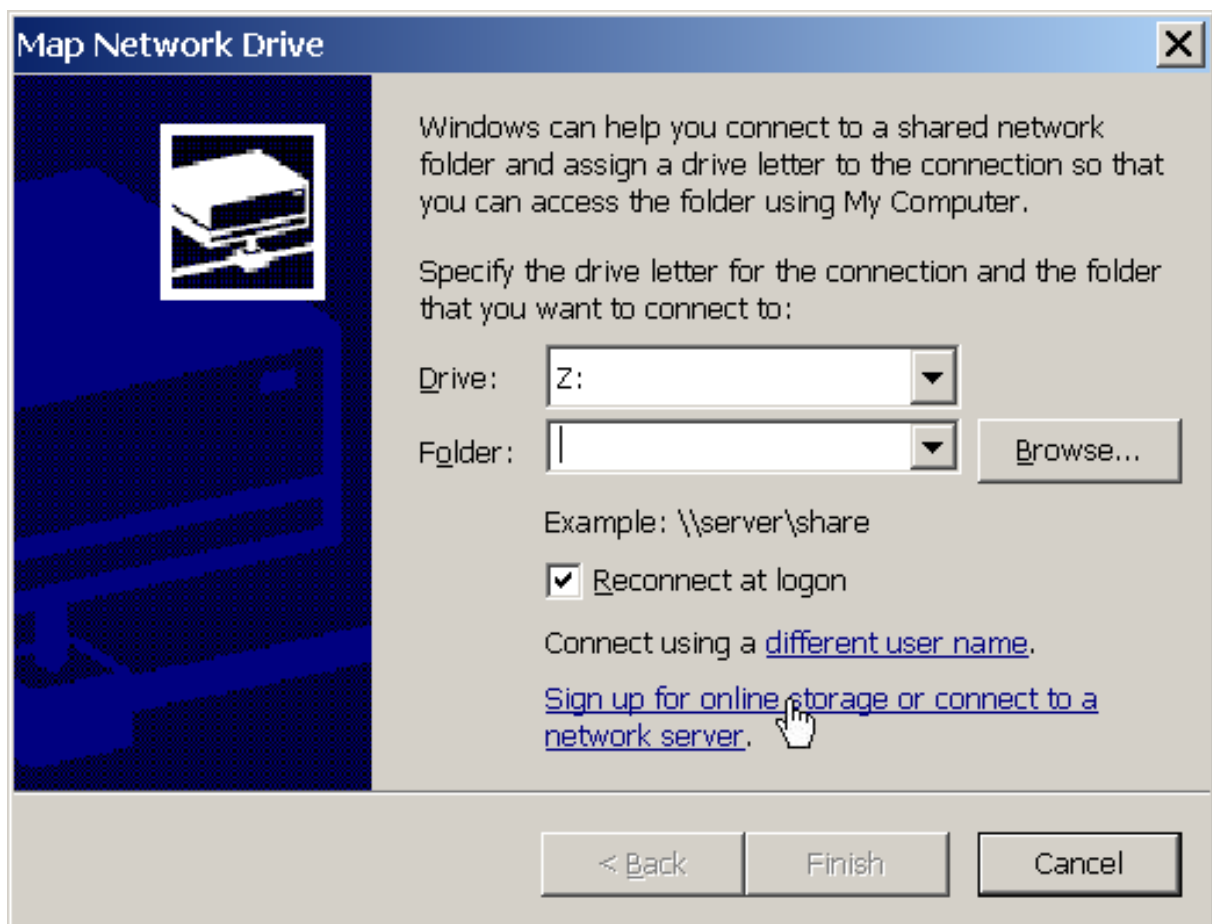 Map Network Drive
Windows can help you connect to a shared network
folder and assign a drive letter to the connection so that
you can access the folder using My Computer.
Specify the drive letter for the connection and the folder
that you want to connect to:
Drive: Z:
Folder: Browse...
Example: \\server\share
Reconnect at logon
Connect using a different user name.
Sign up for online storage or connect to a
network server.
< Back Finish Cancel